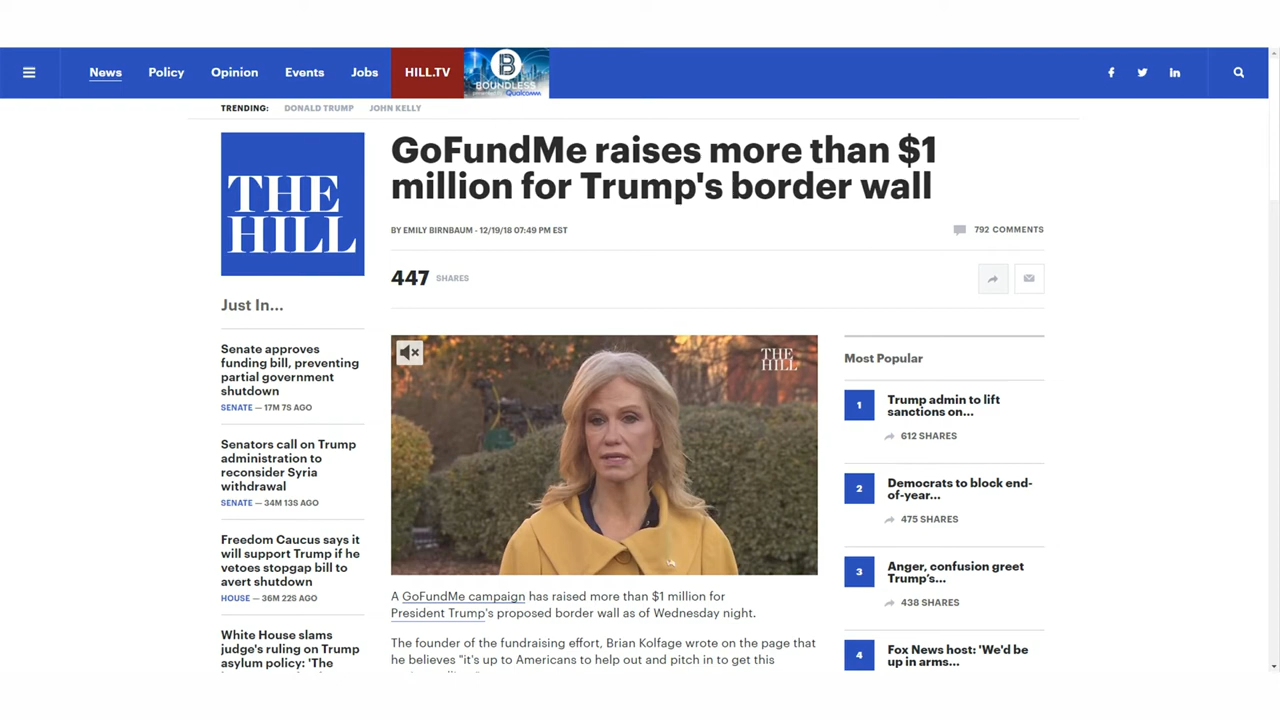 News
Policy
Opinion
Events
Jobs
HILL.TV
B
BOUNDLESS
Qualcomm
TRENDING:
DONALD TRUMP
JOHN KELLY
THE
HILL
GoFundMe raises more than $1
million for Trump's border wall
BY EMILY BIRNBAUM - 12/19/18 07:49 PM EST
792 COMMENTS
447 SHARES
Just In...
Senate approves
funding bill, preventing
partial government
shutdown
SENATE — 17M 7S AGO
Senators call on Trump
administration to
reconsider Syria
withdrawal
SENATE — 34M 13S AGO
Freedom Caucus says it
will support Trump if he
vetoes stopgap bill to
avert shutdown
HOUSE — 36M 22S AGO
White House slams
judge's ruling on Trump
asylum policy: 'The
THE
HILL
A GoFundMe campaign has raised more than $1 million for
President Trump's proposed border wall as of Wednesday night.
The founder of the fundraising effort, Brian Kolfage wrote on the page that
he believes "it's up to Americans to help out and pitch in to get this
Most Popular
1
Trump admin to lift
sanctions on...
612 SHARES
2
Democrats to block end-
of-year...
475 SHARES
3
Anger, confusion greet
Trump's...
438 SHARES
4
Fox News host: 'We'd be
up in arms...